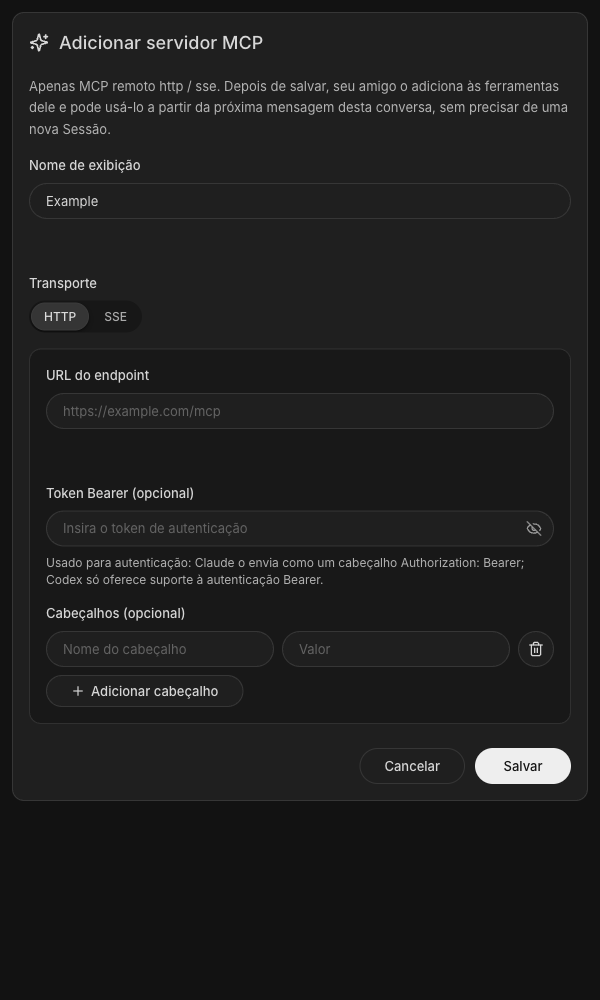 Adicionar servidor MCP
Apenas MCP remoto http / sse. Depois de salvar, seu amigo o adiciona às ferramentas
dele e pode usá-lo a partir da próxima mensagem desta conversa, sem precisar de uma
nova Sessão.
Nome de exibição
Example
Transporte
HTTP SSE
URL do endpoint
https://example.com/mcp
Token Bearer (opcional)
Insira o token de autenticação
Usado para autenticação: Claude o envia como um cabeçalho Authorization: Bearer;
Codex só oferece suporte à autenticação Bearer.
Cabeçalhos (opcional)
Nome do cabeçalho Valor
Adicionar cabeçalho
Cancelar Salvar